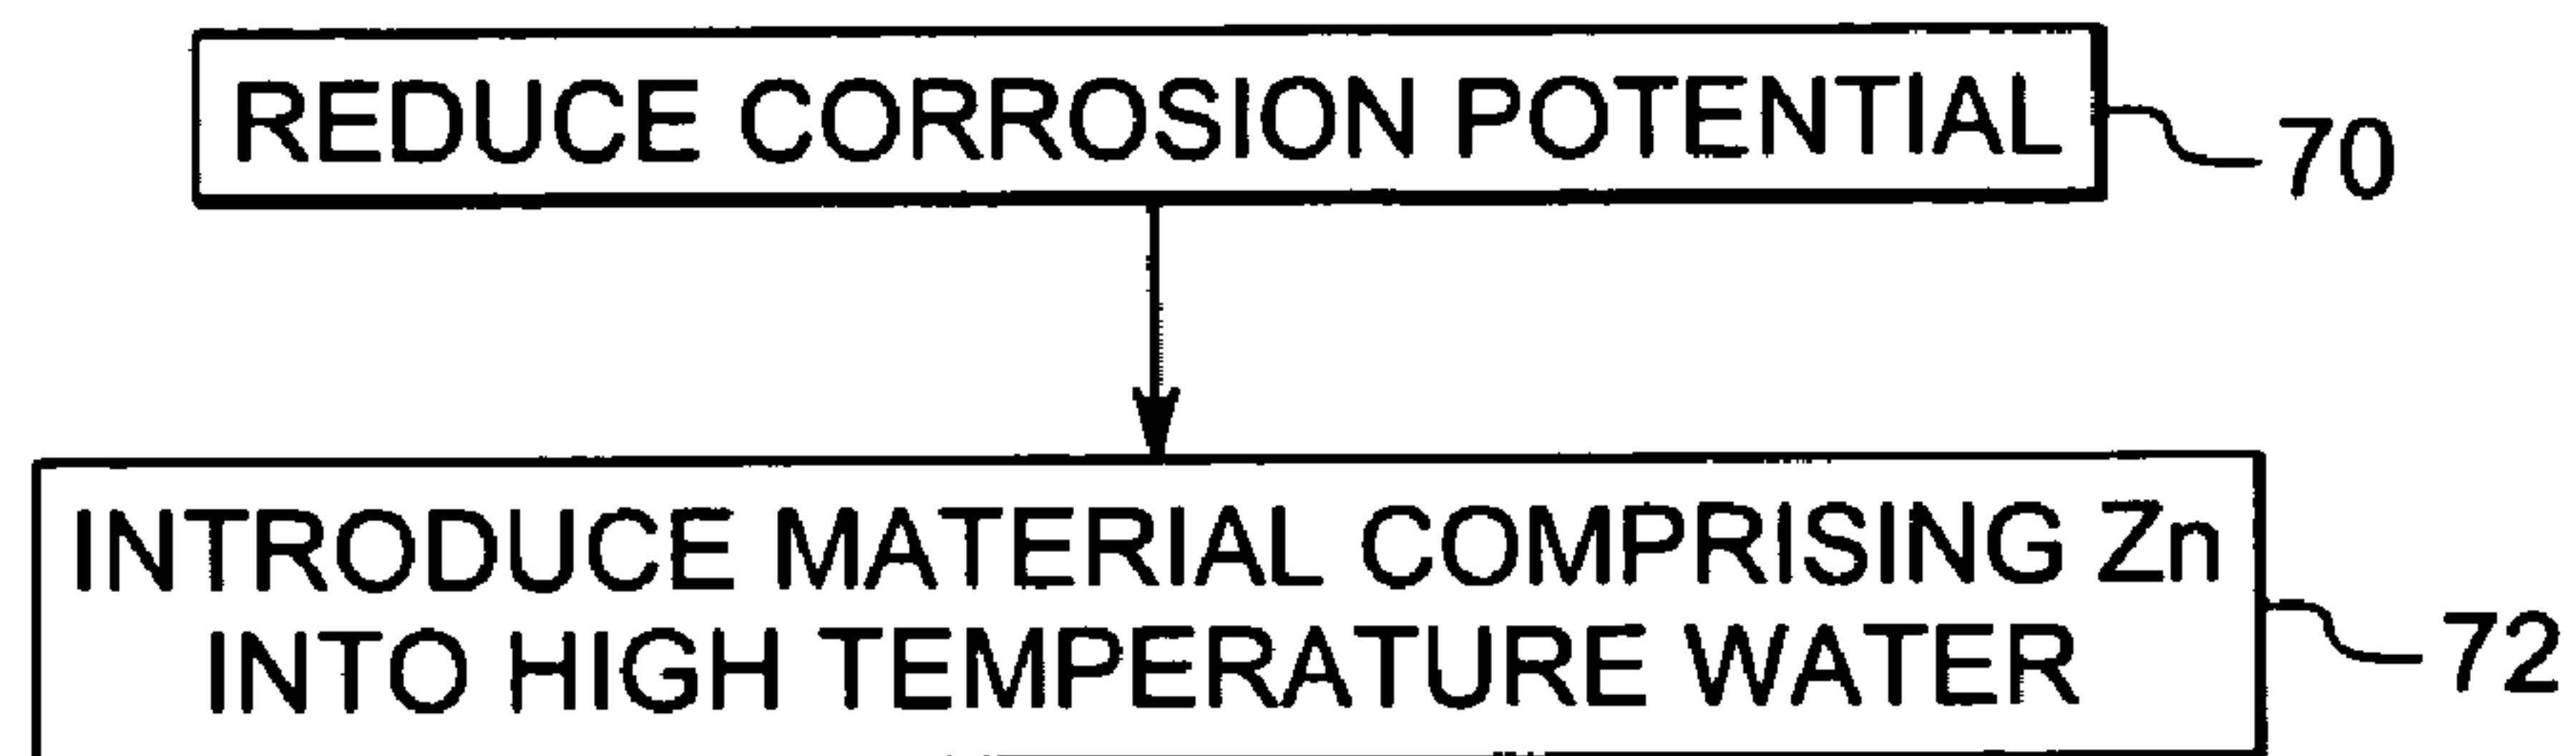 REDUCE CORROSION POTENTIAL
70
INTRODUCE MATERIAL COMPRISING Zn
INTO HIGH TEMPERATURE WATER
72